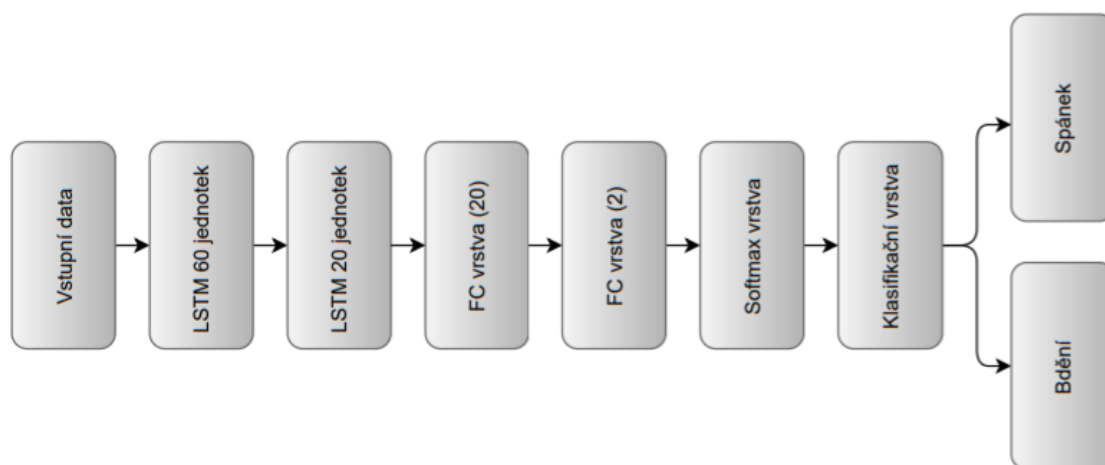 Vstupní data
LSTM 60 jednotek
LSTM 20 jednotek
FC vrstva (20)
FC vrstva (2)
Softmax vrstva
Klasifikační vrstva
Spánek
Bdění